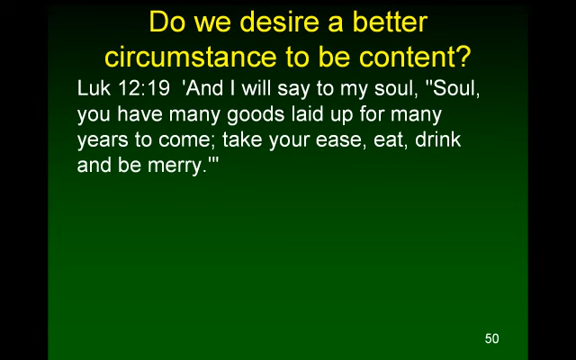 Do we desire a better
circumstance to be content?
Luk 12:19  'And I will say to my soul, "Soul,
you have many goods laid up for many
years to come; take your ease, eat, drink
and be merry."'
50